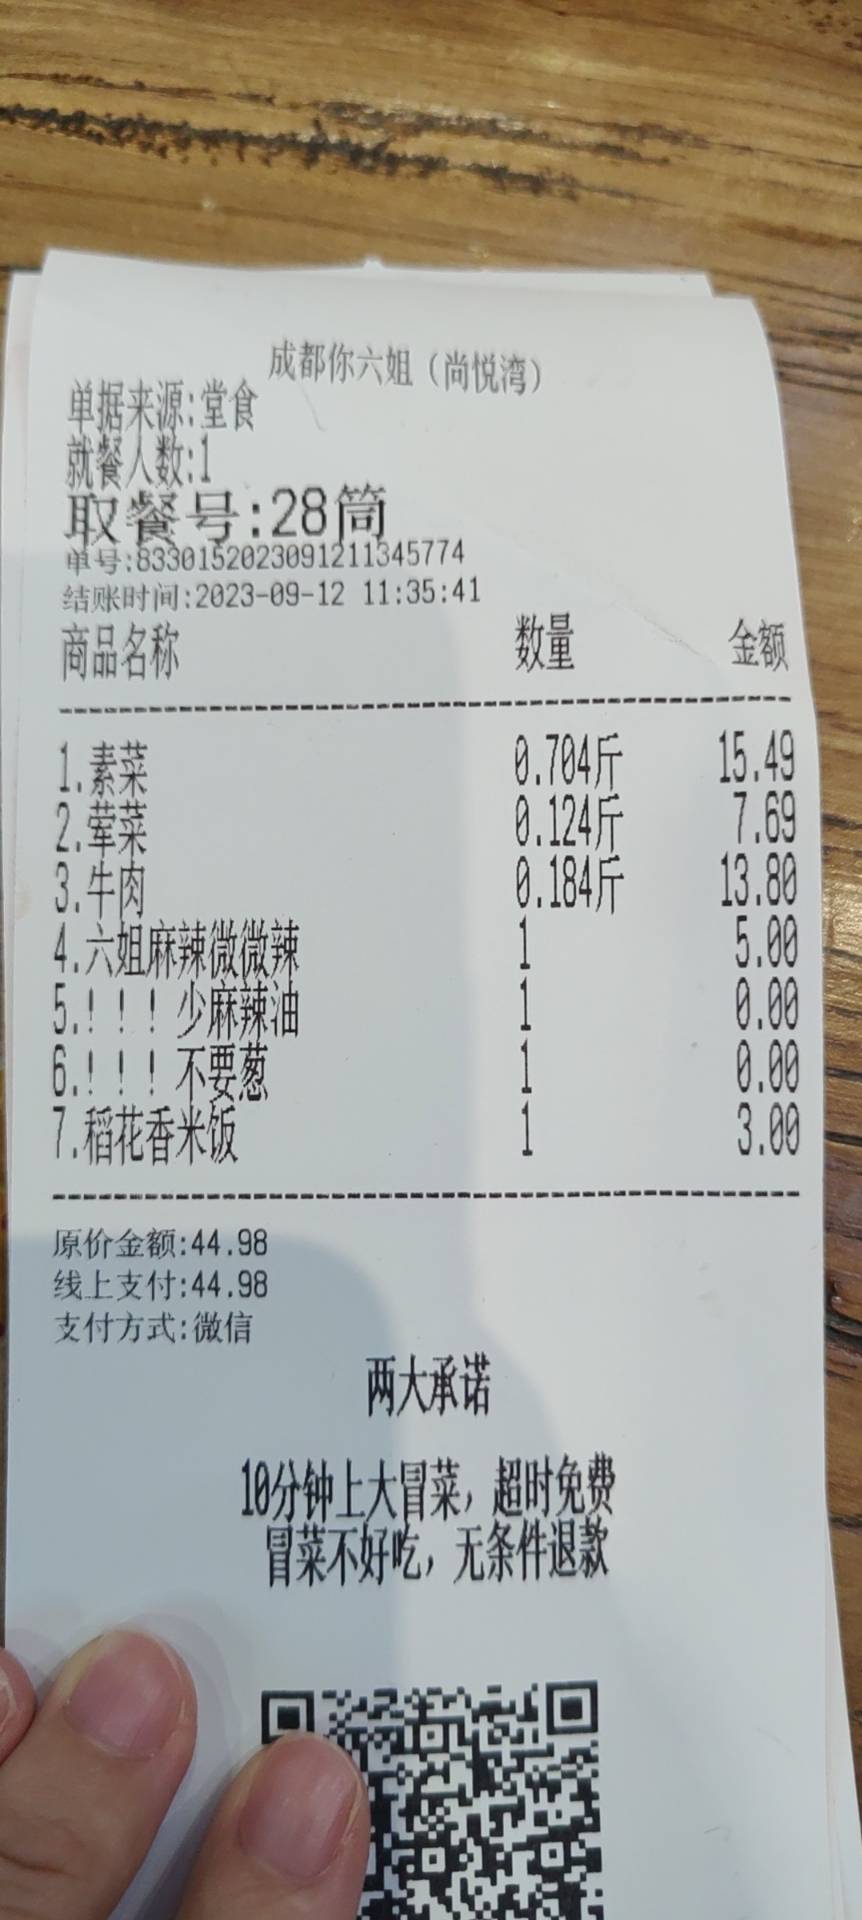 成都你六姐（尚悦湾）
单据来源:堂食
就餐人数:1
取餐号:28筒
单号:8330152023091211345774
结账时间:2023-09-12 11:35:41
商品名称 数量 金额
1.素菜 0.704斤 15.49
2.荤菜 0.124斤 7.69
3.牛肉 0.184斤 13.80
4.六姐麻辣微微辣 1 5.00
5.！！！少麻辣油 1 0.00
6.！！！不要葱 1 0.00
7.稻花香米饭 1 3.00
原价金额:44.98
线上支付:44.98
支付方式:微信
两大承诺
10分钟上大冒菜，超时免费
冒菜不好吃，无条件退款